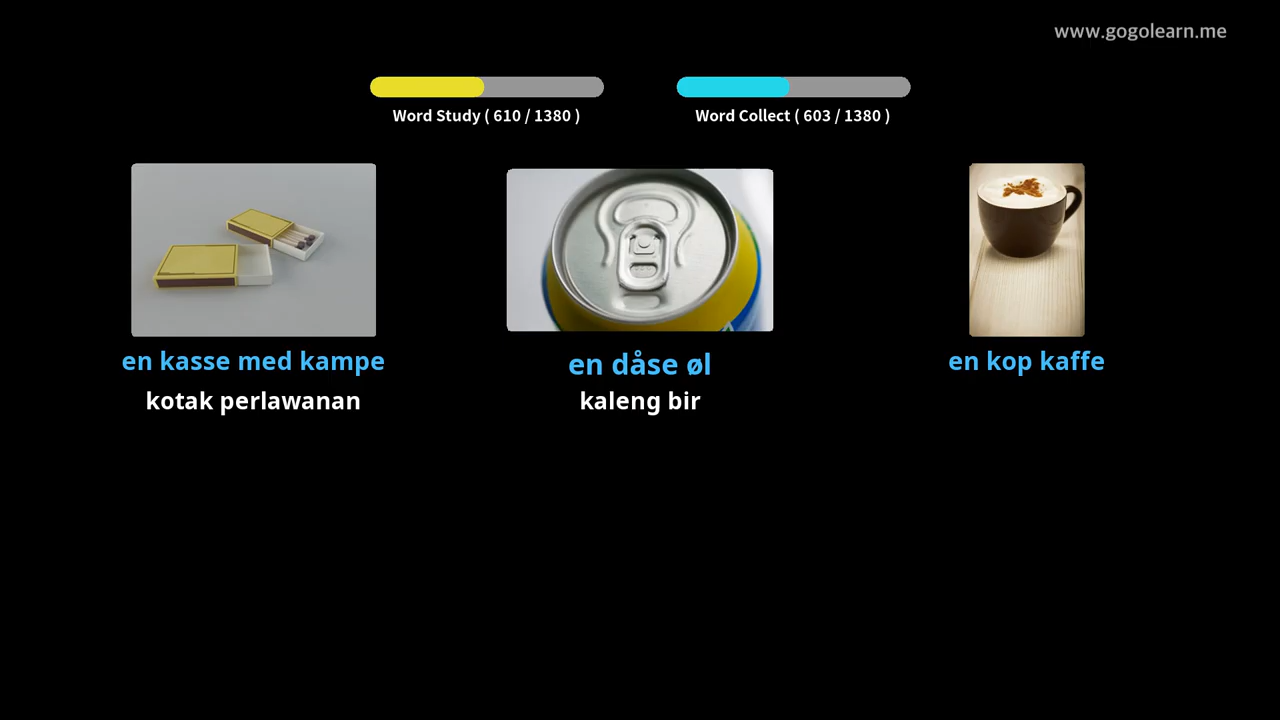 www.gogolearn.me
Word Study ( 610 / 1380 )
Word Collect ( 603 / 1380 )
en kasse med kampe
kotak perlawanan
en dåse øl
kaleng bir
en kop kaffe